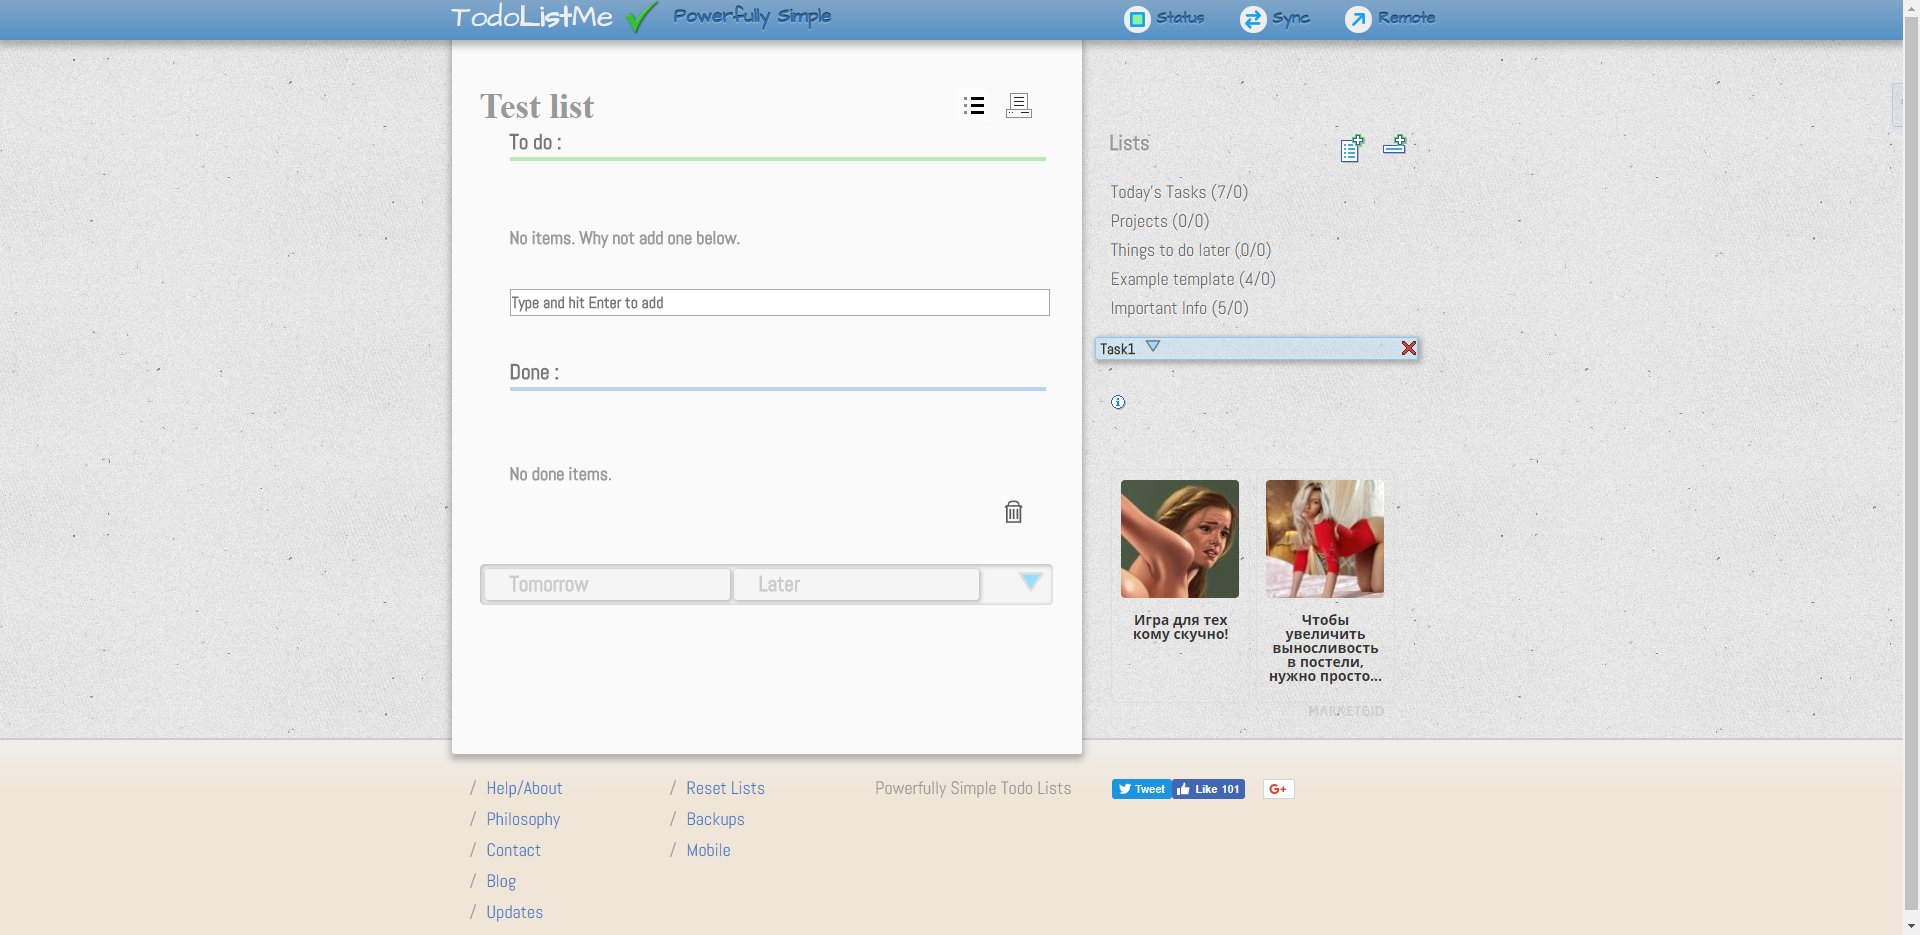 TodoListMe
Powerfully Simple
Status
Sync
Remote
Test list
To do :
No items. Why not add one below.
Type and hit Enter to add
Done :
No done items.
Tomorrow
Later
Lists
Today's Tasks (7/0)
Projects (0/0)
Things to do later (0/0)
Example template (4/0)
Important Info (5/0)
Task1
Игра для тех
кому скучно!
Чтобы
увеличить
выносливость
в постели,
нужно просто...
MARKETGID
/ Help/About
/ Philosophy
/ Contact
/ Blog
/ Updates
/ Reset Lists
/ Backups
/ Mobile
Powerfully Simple Todo Lists
Tweet
Like 101
G+